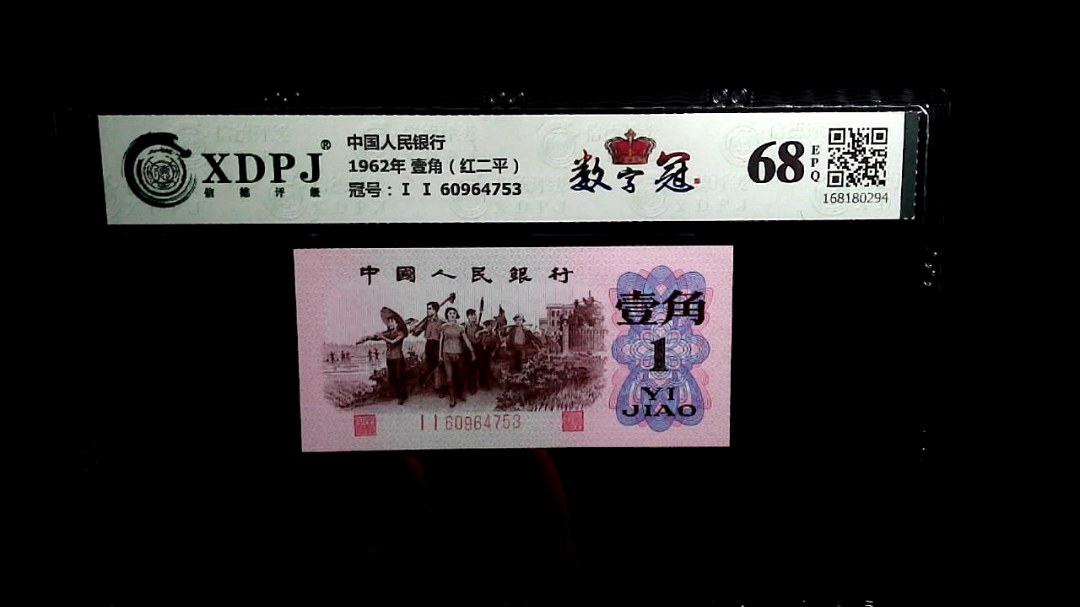 XDPJ®
信德评级
中国人民银行
1962年 壹角（红二平）
冠号：I I 60964753
数字冠
68
EPQ
168180294
中國人民銀行
壹角
1
YI
JIAO
I I 60964753